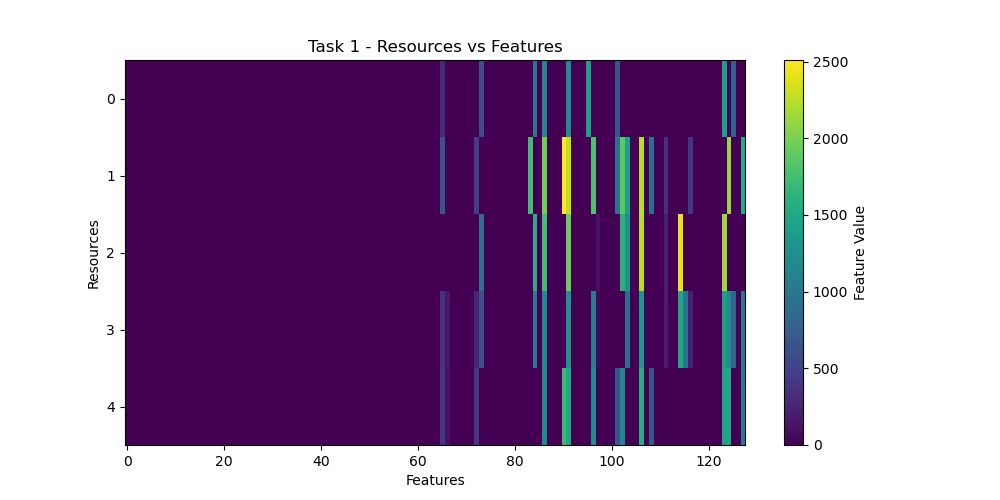 Task 1 - Resources vs Features
Resources
0
1
2
3
4
0 20 40 60 80 100 120
Features
2500
2000
1500
1000
500
0
Feature Value